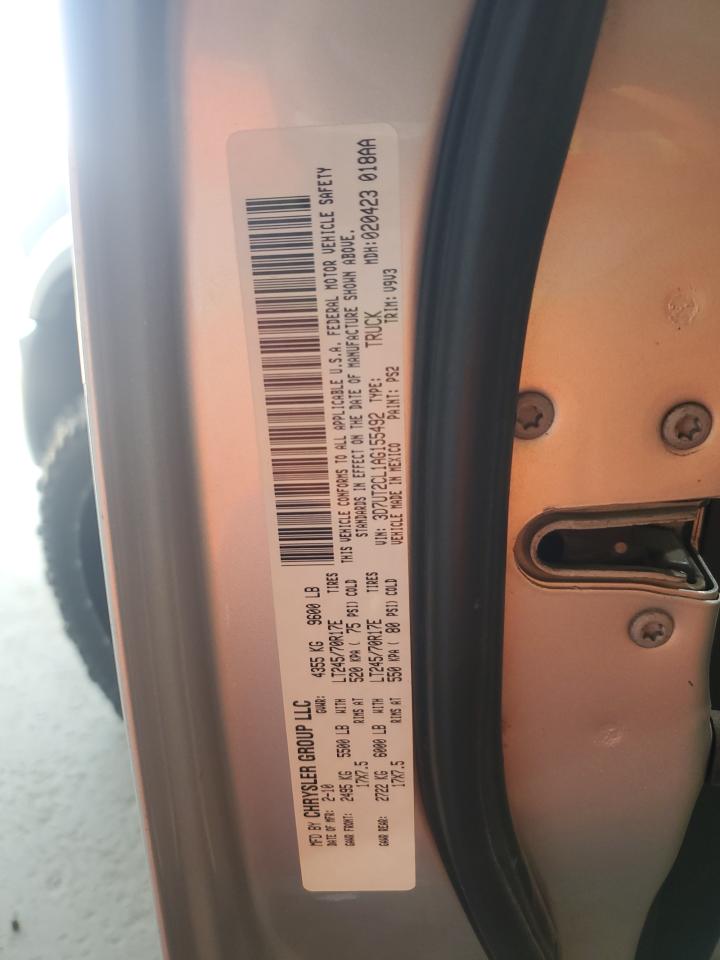 MFD BY CHRYSLER GROUP LLC
DATE OF MFR: 2-10 GVWR: 4355 KG 9600 LB
GAWR FRONT: 2495 KG 5500 LB WITH LT245/70R17E TIRES
17X7.5 RIMS AT 520 KPA ( 75 PSI) COLD
GAWR REAR: 2722 KG 6000 LB WITH LT245/70R17E TIRES
17X7.5 RIMS AT 550 KPA ( 80 PSI) COLD
THIS VEHICLE CONFORMS TO ALL APPLICABLE U.S.A. FEDERAL MOTOR VEHICLE SAFETY
STANDARDS IN EFFECT ON THE DATE OF MANUFACTURE SHOWN ABOVE.
VIN: 3D7UT2CL1AG155492 TYPE: TRUCK MDH:020423 018AA
VEHICLE MADE IN MEXICO PAINT: PS2 TRIM: V9V3